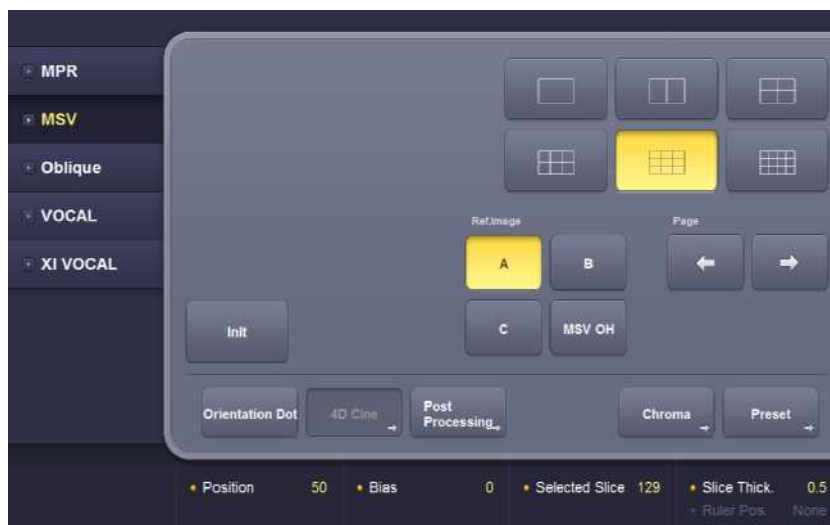 MPR
MSV
Oblique
VOCAL
XI VOCAL
Ref.Image
Page
A
B
C
MSV OH
Init
Orientation Dot
4D Cine
Post
Processing
Chroma
Preset
Position 50
Bias 0
Selected Slice 129
Slice Thick. 0.5
Ruler Pos. None